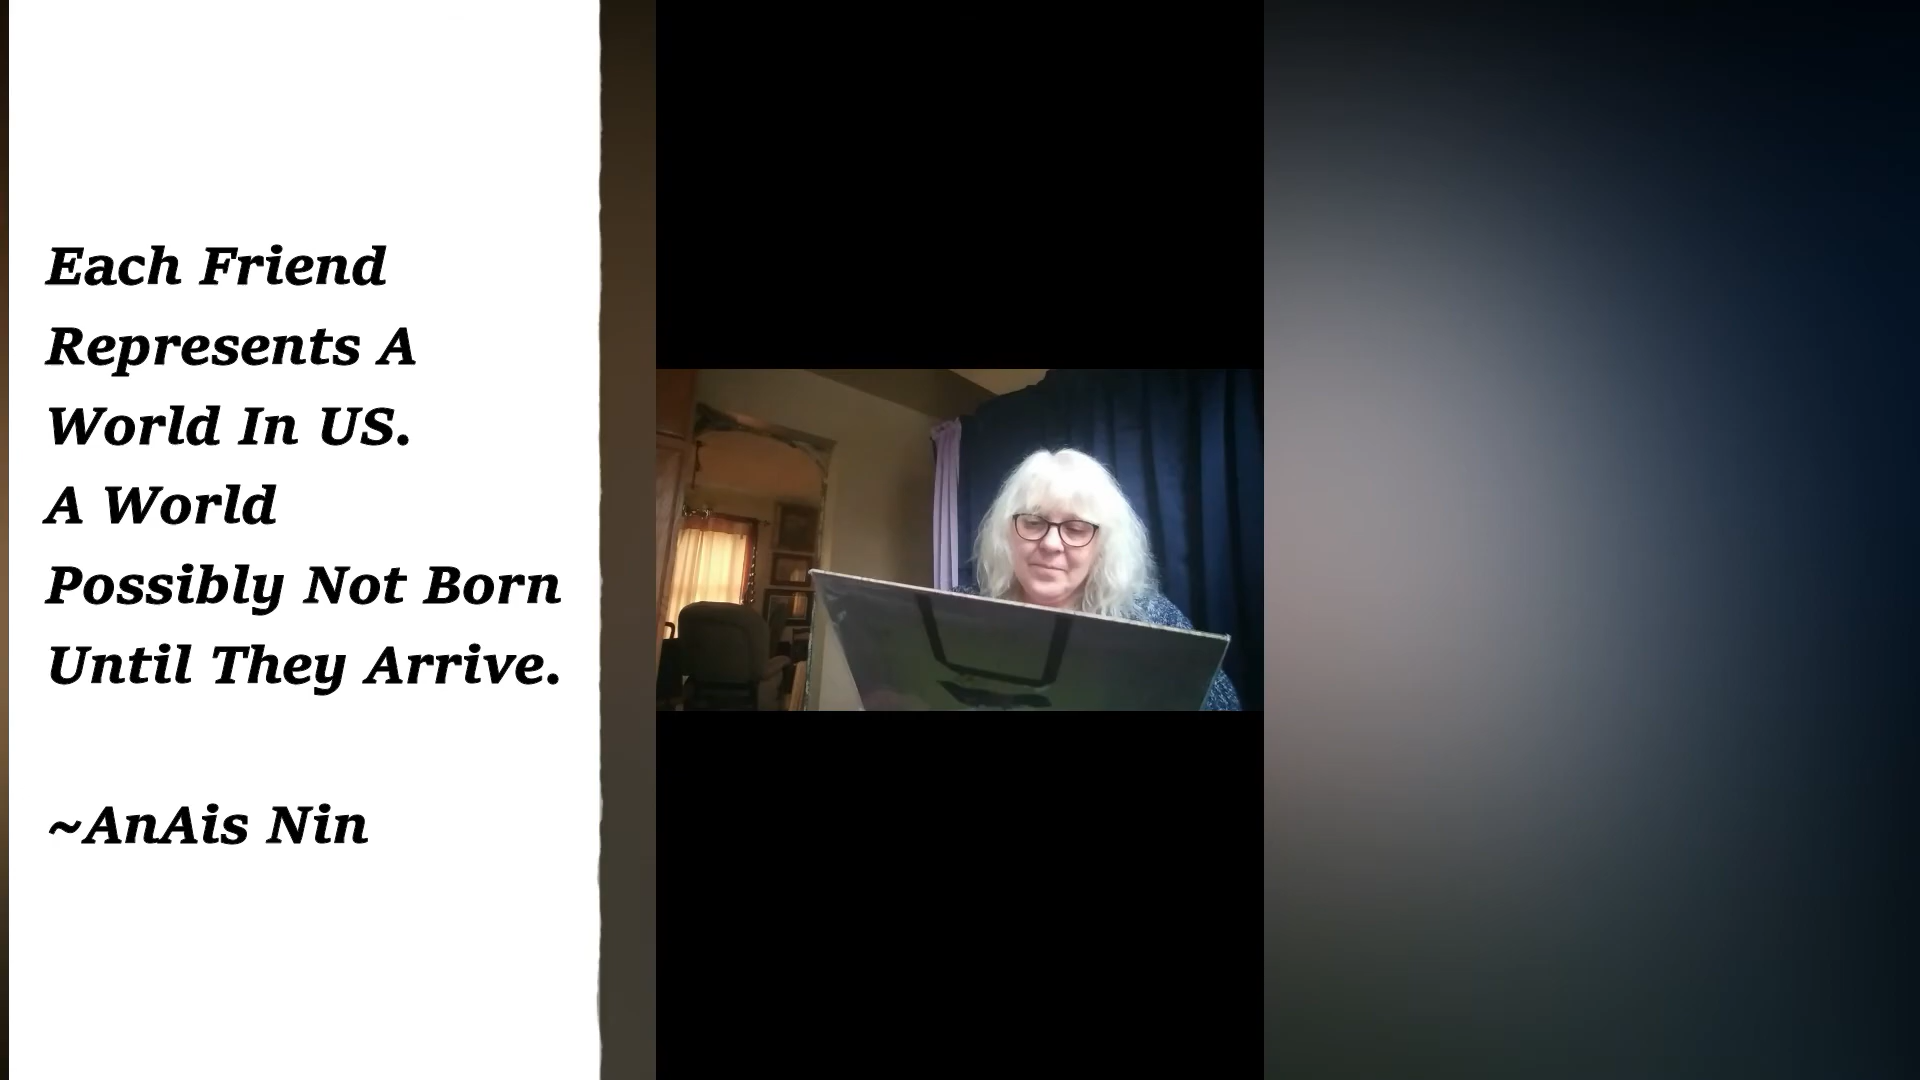 Each Friend
Represents A
World In US.
A World
Possibly Not Born
Until They Arrive.
~AnAis Nin